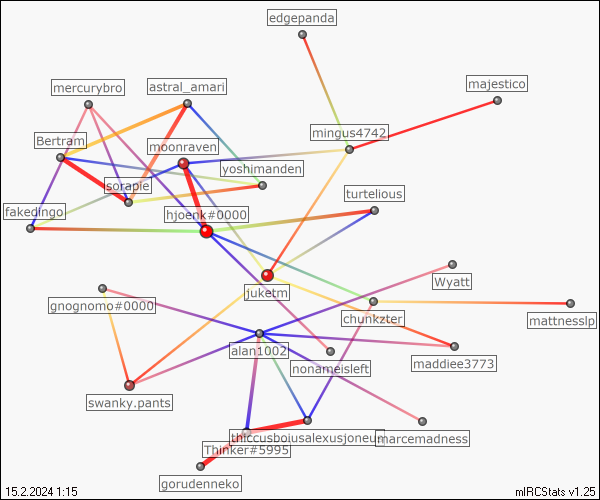 edgepanda
mercurybro
astral_amari
majestico
mingus4742
Bertram
moonraven
yoshimanden
sorapie
turtelious
fakedingo
hjoenk#0000
juketm
Wyatt
gnognomo#0000
chunkzter
mattnesslp
alan1002
nonameisleft
maddiee3773
swanky.pants
thiccusboiusalexusjoneus
marcemadness
Thinker#5995
gorudenneko
15.2.2024 1:15
mIRCStats v1.25